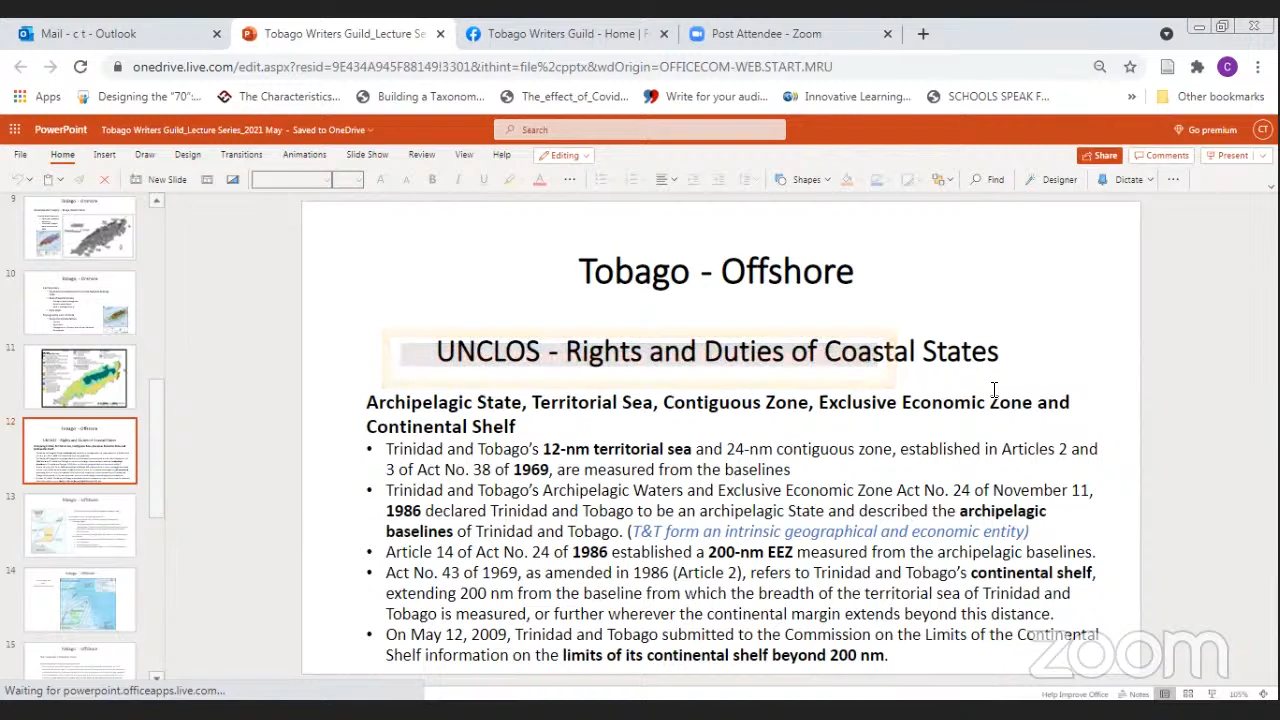 Mail - c t - Outlook
Tobago Writers Guild_Lecture Se
Tobago Writers Guild - Home | F
Post Attendee - Zoom
onedrive.live.com/edit.aspx?resid=9E434A945F88149!3301&ithint=file%2cpptx&wdOrigin=OFFICECOM-WEB.START.MRU
C
Apps
Designing the "70":...
The Characteristics...
Building a Taxonom...
The_effect_of_Covid...
Write for your audi...
Innovative Learning...
SCHOOLS SPEAK F...
»
Other bookmarks
PowerPoint
Tobago Writers Guild_Lecture Series_2021 May - Saved to OneDrive
Search
Go premium
CT
File
Home
Insert
Draw
Design
Transitions
Animations
Slide Show
Review
View
Help
Editing
Share
Comments
Present
New Slide
B
I
U
A
Shapes
Find
Designer
Dictate
9
10
11
12
13
14
15
Tobago - Offshore
UNCLOS - Rights and Duties of Coastal States
Archipelagic State, Territorial Sea, Contiguous Zone, Exclusive Economic Zone and
Continental Shelf
• Trinidad and Tobago's 12-nm territorial sea and 24-nm contiguous zone, established in Articles 2 and
3 of Act No. 38 of 1969, are measured from the baselines.
• Trinidad and Tobago's Archipelagic Waters and Exclusive Economic Zone Act No. 24 of November 11,
1986 declared Trinidad and Tobago to be an archipelagic State and described the archipelagic
baselines of Trinidad and Tobago. (T&T form an intrinsic geographical and economic entity)
• Article 14 of Act No. 24 of 1986 established a 200-nm EEZ measured from the archipelagic baselines.
• Act No. 43 of 1969, as amended in 1986 (Article 2), refer to Trinidad and Tobago's continental shelf,
extending 200 nm from the baseline from which the breadth of the territorial sea of Trinidad and
Tobago is measured, or further wherever the continental margin extends beyond this distance.
• On May 12, 2009, Trinidad and Tobago submitted to the Commission on the Limits of the Continental
Shelf information on the limits of its continental shelf beyond 200 nm.
zoom
Waiting for powerpoint.officeapps.live.com...
Help Improve Office
Notes
105%